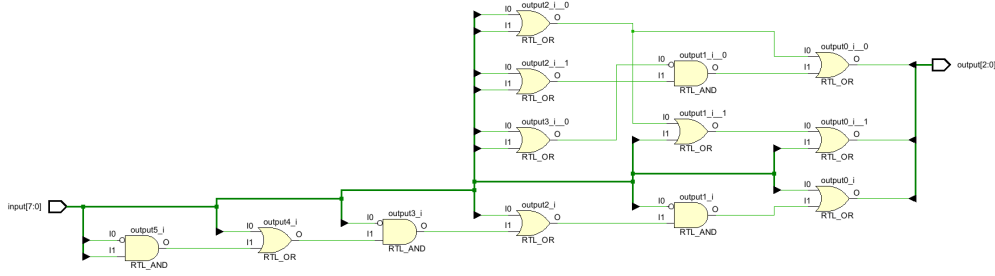 output2_i__0
I0
O
I1
RTL_OR
output2_i__1
I0
O
I1
RTL_OR
output3_i__0
I0
O
I1
RTL_OR
output1_i__0
I0
O
I1
RTL_AND
output1_i__1
I0
O
I1
RTL_OR
output0_i__0
I0
O
I1
RTL_OR
output[2:0]
output0_i__1
I0
O
I1
RTL_OR
output0_i
I0
O
I1
RTL_OR
input[7:0]
output5_i
I0
O
I1
RTL_AND
output4_i
I0
O
I1
RTL_OR
output3_i
I0
O
I1
RTL_AND
output2_i
I0
O
I1
RTL_OR
output1_i
I0
O
I1
RTL_AND